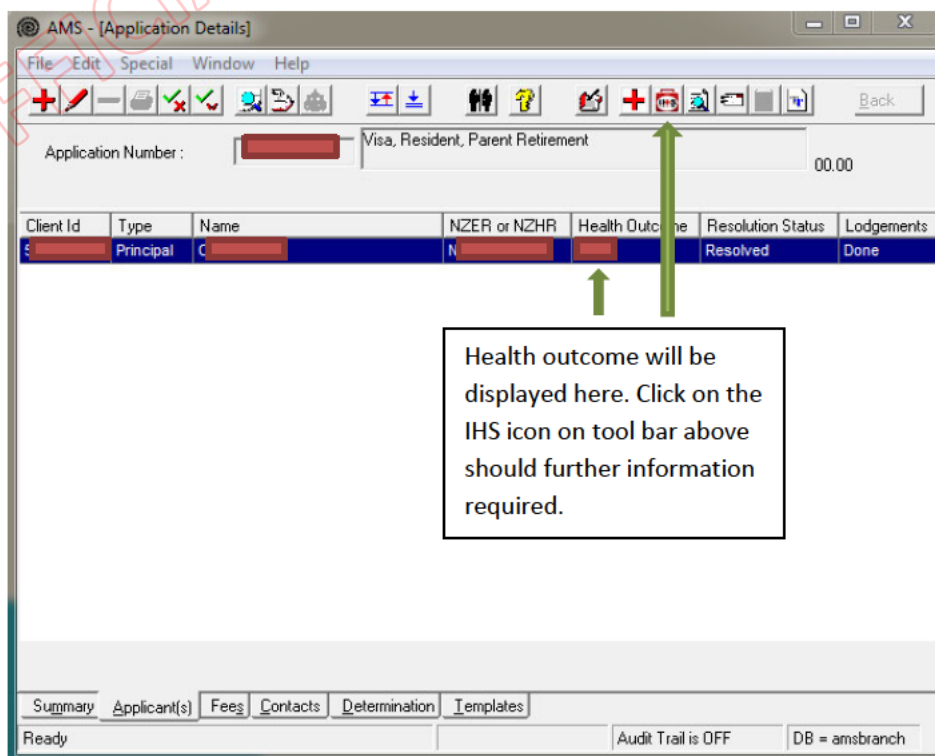 AMS - [Application Details]
File Edit Special Window Help
IHS Back
Application Number : Visa, Resident, Parent Retirement
00.00
Client Id Type Name NZER or NZHR Health Outcome Resolution Status Lodgements
Principal Resolved Done
Health outcome will be
displayed here. Click on the
IHS icon on tool bar above
should further information
required.
Summary Applicant(s) Fees Contacts Determination Templates
Ready Audit Trail is OFF DB = amsbranch